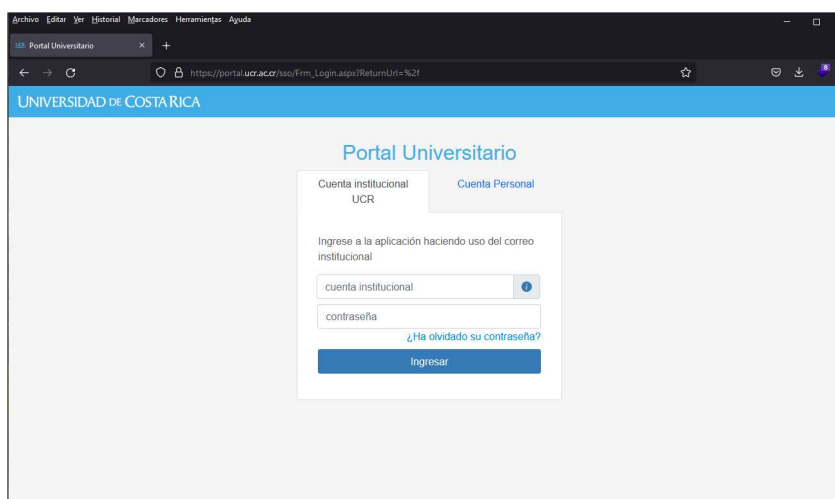 Archivo Editar Ver Historial Marcadores Herramientas Ayuda
UCR Portal Universitario
https://portal.ucr.ac.cr/sso/Frm_Login.aspx?ReturnUrl=%2f
8
UNIVERSIDAD DE COSTA RICA
Portal Universitario
Cuenta institucional
UCR
Cuenta Personal
Ingrese a la aplicación haciendo uso del correo
institucional
cuenta institucional
contraseña
¿Ha olvidado su contraseña?
Ingresar